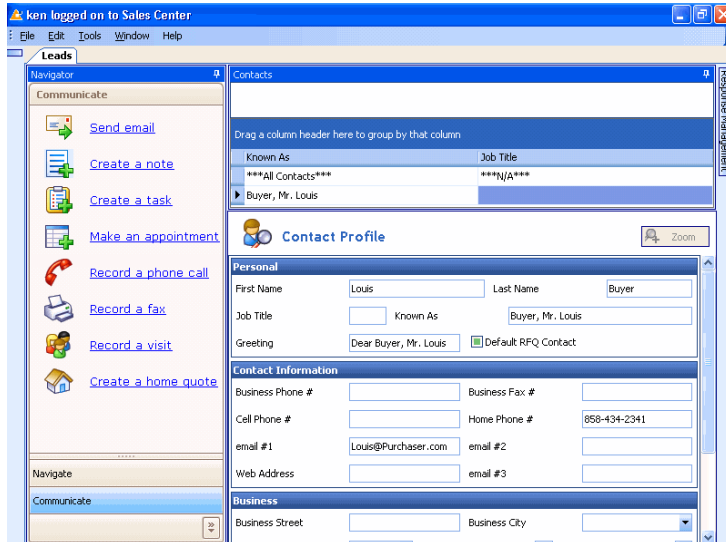 ken logged on to Sales Center
File Edit Tools Window Help
Leads
Navigator
Communicate
Send email
Create a note
Create a task
Make an appointment
Record a phone call
Record a fax
Record a visit
Create a home quote
Navigate
Communicate
Contacts
Drag a column header here to group by that column
Known As Job Title
***All Contacts*** ***N/A***
Buyer, Mr. Louis
Contact Profile Zoom
Personal
First Name Louis Last Name Buyer
Job Title Known As Buyer, Mr. Louis
Greeting Dear Buyer, Mr. Louis Default RFQ Contact
Contact Information
Business Phone # Business Fax #
Cell Phone # Home Phone # 858-434-2341
email #1 Louis@Purchaser.com email #2
Web Address email #3
Business
Business Street Business City
Response Management